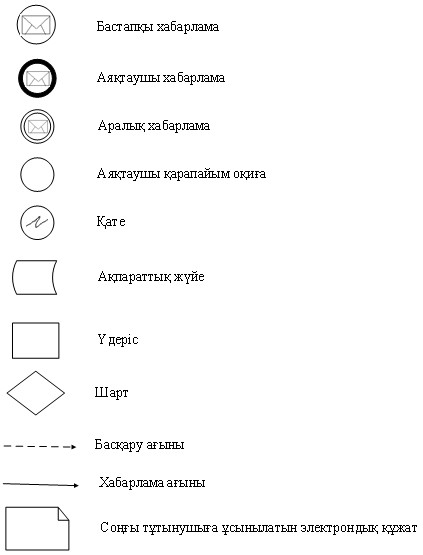 Бастапқы хабарлама
Аяқтаушы хабарлама
Аралық хабарлама
Аяқтаушы қарапайым оқиға
Қате
Ақпараттық жүйе
Үдеріс
Шарт
Басқару ағыны
Хабарлама ағыны
Соңғы тұтынушыға ұсынылатын электрондық құжат